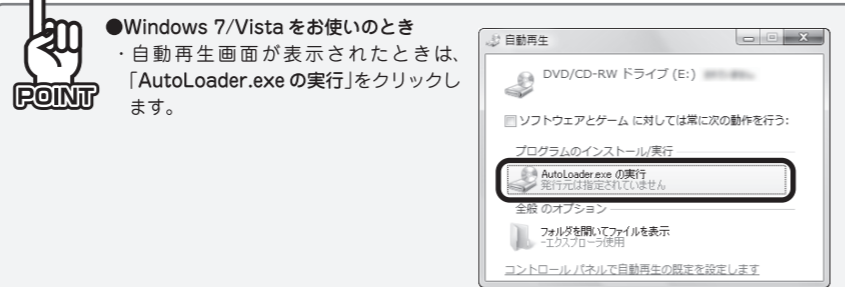 ●Windows 7/Vista をお使いのとき
・自動再生画面が表示されたときは、
「AutoLoader.exe の実行」をクリックし
ます。
POINT
自動再生
DVD/CD-RW ドライブ (E:)
ソフトウェアとゲーム に対しては常に次の動作を行う:
プログラムのインストール/実行
AutoLoader.exe の実行
発行元は指定されていません
全般 のオプション
フォルダを開いてファイルを表示
-エクスプローラ使用
コントロール パネルで自動再生の既定を設定します